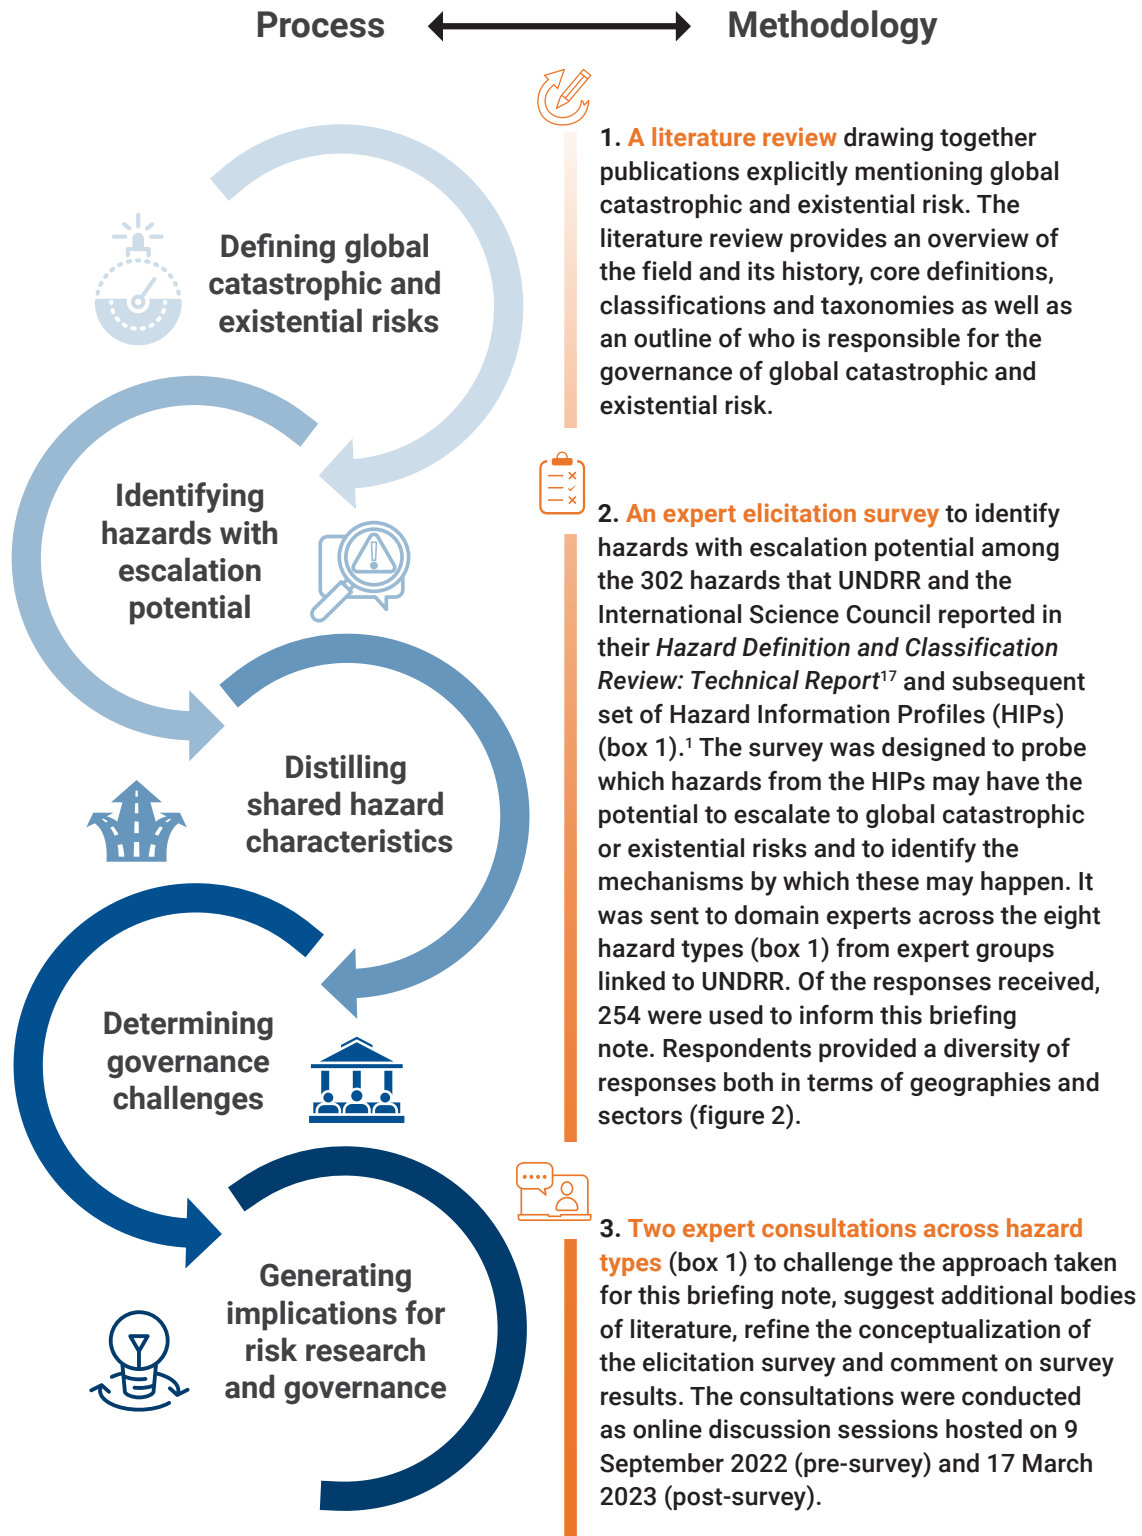 Process
Methodology
Defining global
catastrophic and
existential risks
Identifying
hazards with
escalation
potential
Distilling
shared hazard
characteristics
Determining
governance
challenges
Generating
implications for
risk research
and governance
1. A literature review drawing together
publications explicitly mentioning global
catastrophic and existential risk. The
literature review provides an overview of
the field and its history, core definitions,
classifications and taxonomies as well as
an outline of who is responsible for the
governance of global catastrophic and
existential risk.
2. An expert elicitation survey to identify
hazards with escalation potential among
the 302 hazards that UNDRR and the
International Science Council reported in
their Hazard Definition and Classification
Review: Technical Report¹⁷ and subsequent
set of Hazard Information Profiles (HIPs)
(box 1).¹ The survey was designed to probe
which hazards from the HIPs may have the
potential to escalate to global catastrophic
or existential risks and to identify the
mechanisms by which these may happen. It
was sent to domain experts across the eight
hazard types (box 1) from expert groups
linked to UNDRR. Of the responses received,
254 were used to inform this briefing
note. Respondents provided a diversity of
responses both in terms of geographies and
sectors (figure 2).
3. Two expert consultations across hazard
types (box 1) to challenge the approach taken
for this briefing note, suggest additional bodies
of literature, refine the conceptualization of
the elicitation survey and comment on survey
results. The consultations were conducted
as online discussion sessions hosted on 9
September 2022 (pre-survey) and 17 March
2023 (post-survey).